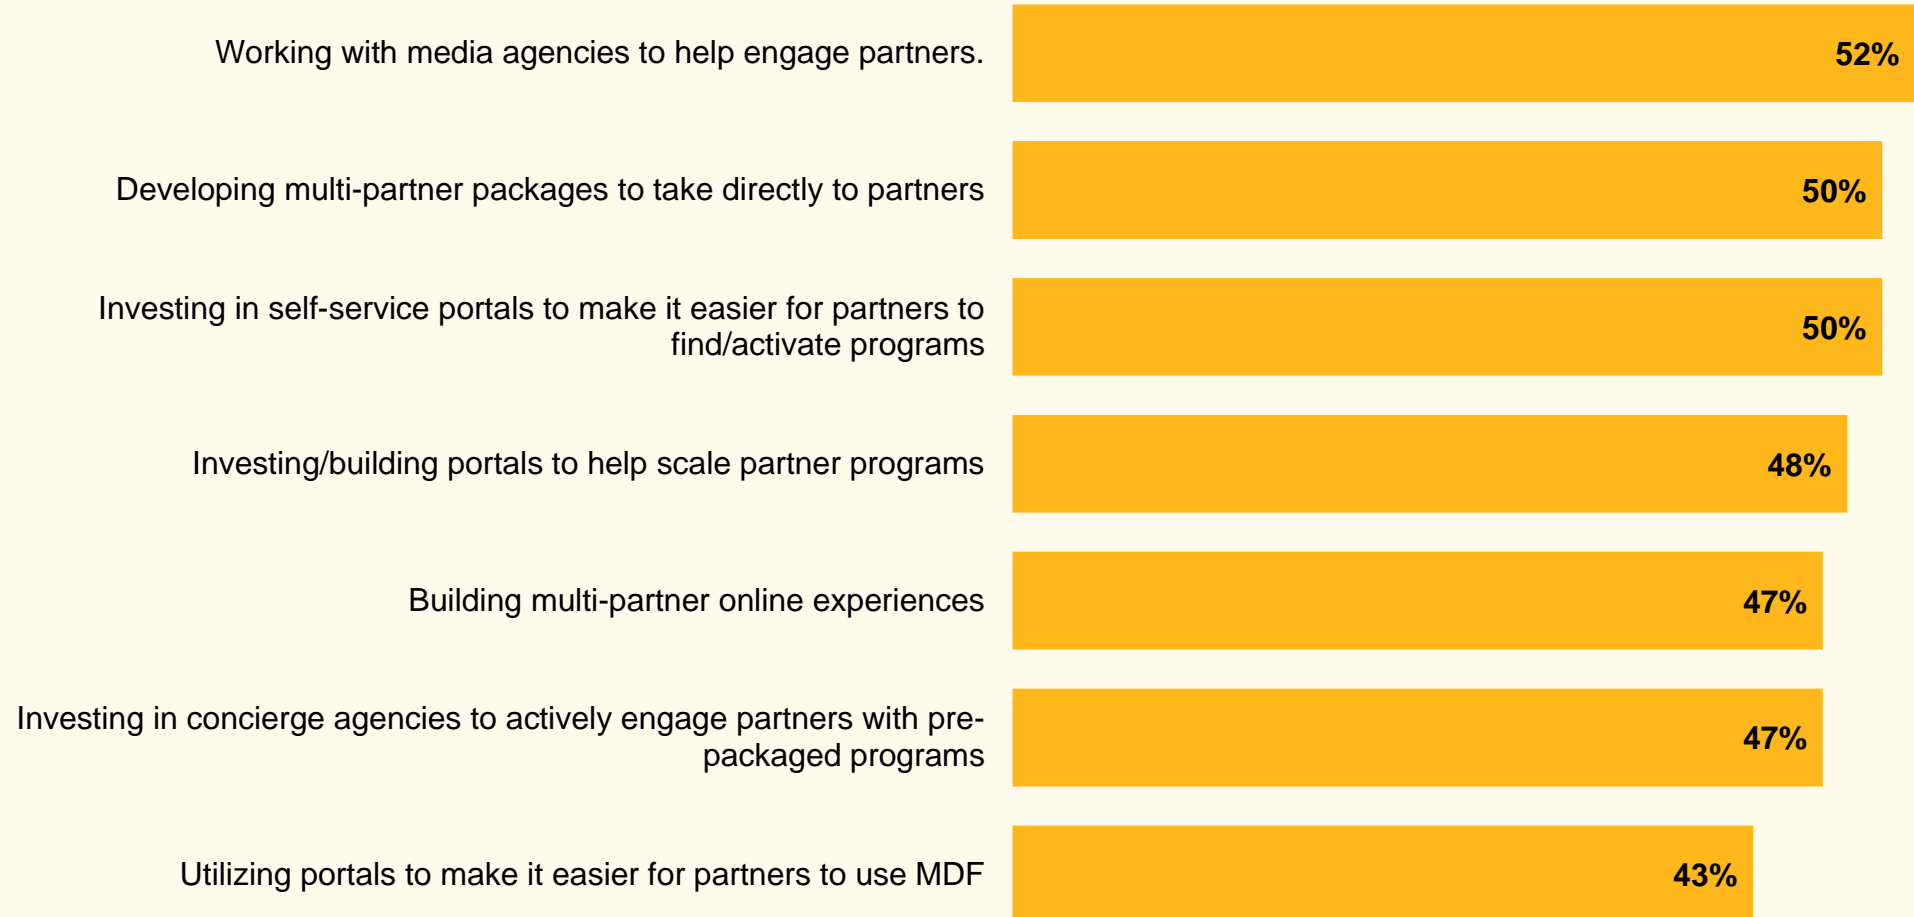 Working with media agencies to help engage partners.
52%
Developing multi-partner packages to take directly to partners
50%
Investing in self-service portals to make it easier for partners to
find/activate programs
50%
Investing/building portals to help scale partner programs
48%
Building multi-partner online experiences
47%
Investing in concierge agencies to actively engage partners with pre-
packaged programs
47%
Utilizing portals to make it easier for partners to use MDF
43%